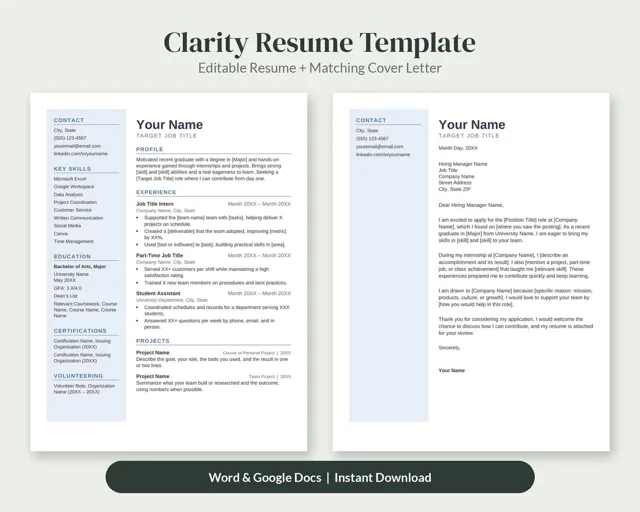 Clarity Resume Template
Editable Resume + Matching Cover Letter
CONTACT
City, State
(555) 123-4567
youremail@email.com
linkedin.com/in/yourname
KEY SKILLS
Microsoft Excel
Google Workspace
Data Analysis
Project Coordination
Customer Service
Written Communication
Social Media
Canva
Time Management
EDUCATION
Bachelor of Arts, Major
University Name
May 20XX
GPA: 3.X/4.0
Dean's List
Relevant Coursework: Course
Name, Course Name, Course
Name
CERTIFICATIONS
Certification Name, Issuing
Organization (20XX)
Certification Name, Issuing
Organization (20XX)
VOLUNTEERING
Volunteer Role, Organization
Name (20XX – 20XX)
Your Name
TARGET JOB TITLE
PROFILE
Motivated recent graduate with a degree in [Major] and hands-on
experience gained through internships and projects. Brings strong
[skill] and [skill] abilities and a real eagerness to learn. Seeking a
[Target Job Title] role where I can contribute from day one.
EXPERIENCE
Job Title Intern Month 20XX – Month 20XX
Company Name, City, State
• Supported the [team name] team with [tasks], helping deliver X
projects on schedule.
• Created a [deliverable] that the team adopted, improving [metric]
by XX%.
• Used [tool or software] to [task], building practical skills in [area].
Part-Time Job Title Month 20XX – Month 20XX
Company Name, City, State
• Served XX+ customers per shift while maintaining a high
satisfaction rating.
• Trained X new team members on procedures and best practices.
Student Assistant Month 20XX – Month 20XX
University Department, City, State
• Coordinated schedules and records for a department serving XXX
students.
• Answered XX+ questions per week by phone, email, and in
person.
PROJECTS
Project Name Course or Personal Project | 20XX
Describe the goal, your role, the tools you used, and the result in one
or two lines.
Project Name Team Project | 20XX
Summarize what your team built or researched and the outcome,
using numbers when possible.
CONTACT
City, State
(555) 123-4567
youremail@email.com
linkedin.com/in/yourname
Your Name
TARGET JOB TITLE
Month Day, 20XX
Hiring Manager Name
Job Title
Company Name
Street Address
City, State ZIP
Dear Hiring Manager Name,
I am excited to apply for the [Position Title] role at [Company
Name], which I found on [where you saw the posting]. As a recent
graduate in [Major] from University Name, I am eager to bring my
skills in [skill] and [skill] to your team.
During my internship at [Company Name], I [describe an
accomplishment and its result]. I also [mention a project, part-time
job, or class achievement] that taught me [relevant skill]. These
experiences prepared me to contribute quickly and keep learning.
I am drawn to [Company Name] because [specific reason: mission,
products, culture, or growth]. I would love to support your team by
[how you would help in this role].
Thank you for considering my application. I would welcome the
chance to discuss how I can contribute, and my resume is attached
for your review.
Sincerely,
Your Name
Word & Google Docs | Instant Download